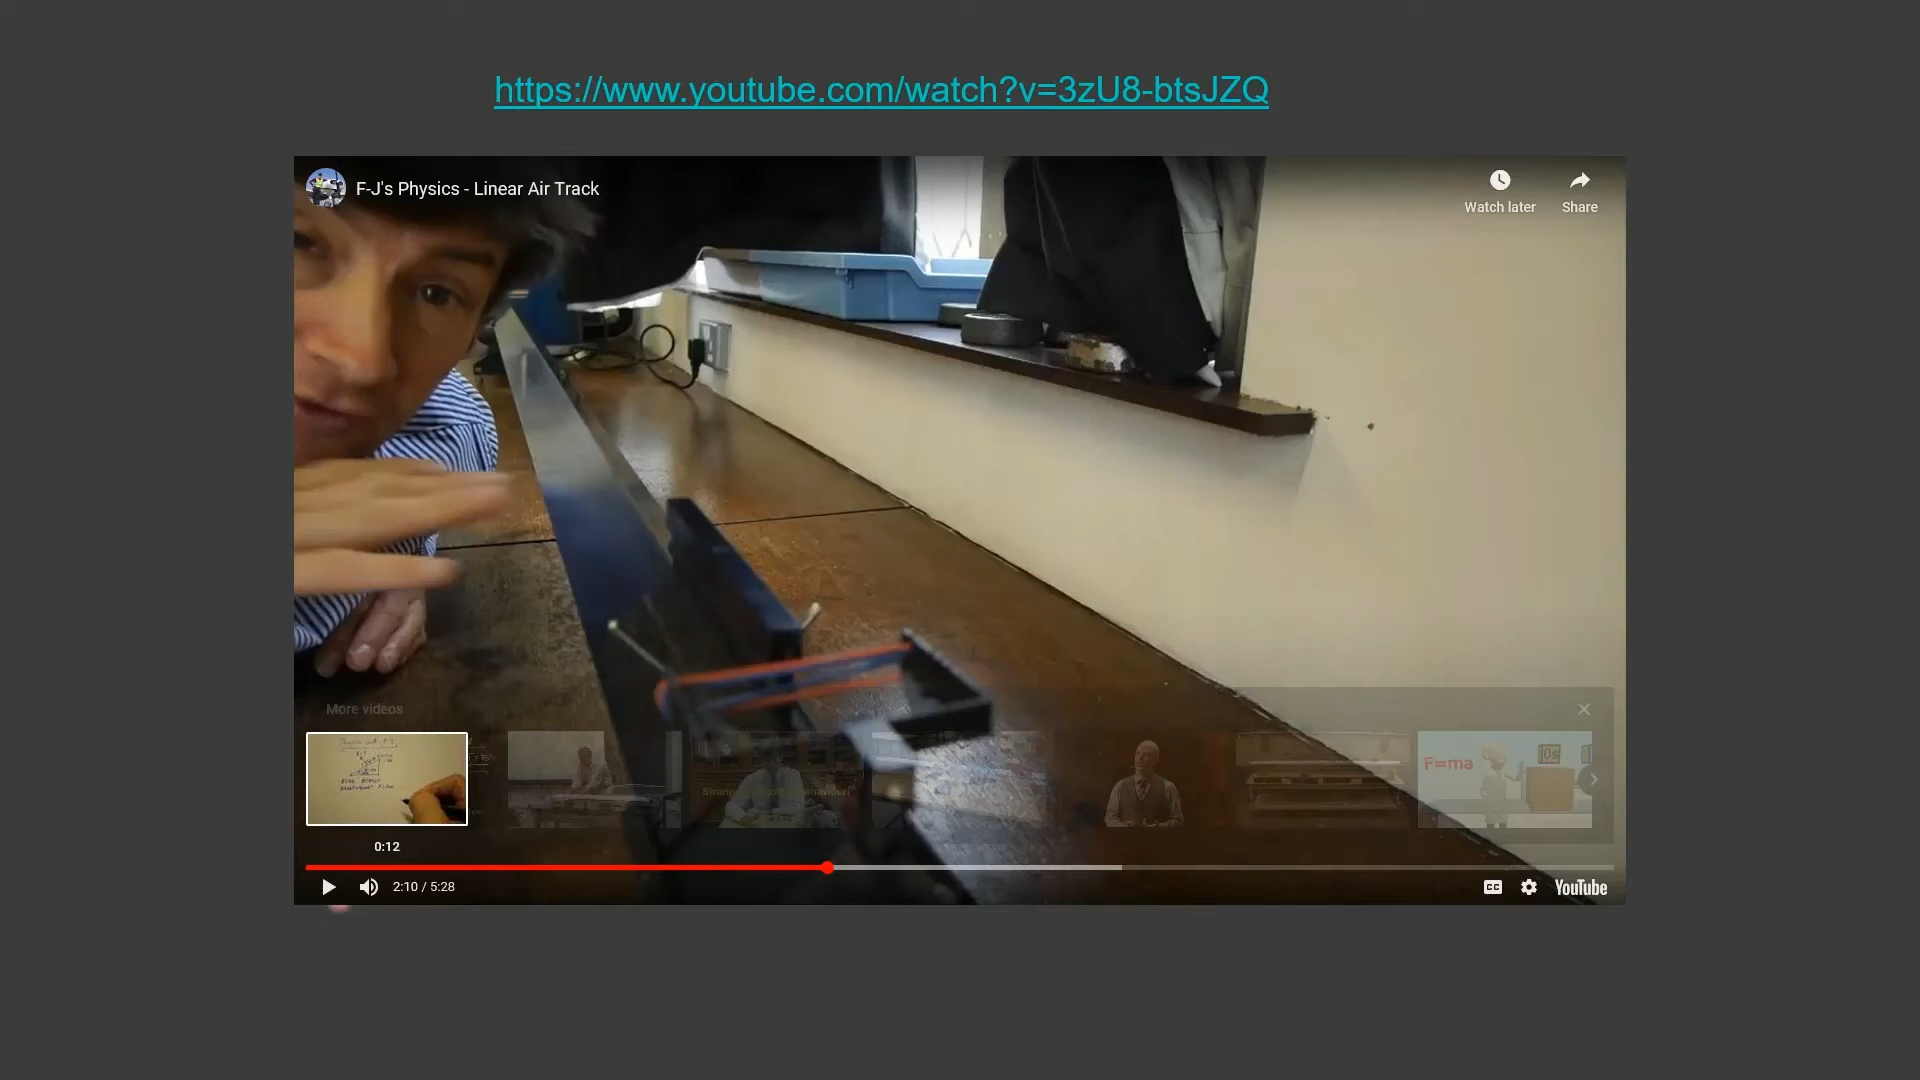 https://www.youtube.com/watch?v=3zU8-btsJZQ
F-J's Physics - Linear Air Track
Watch later
Share
More videos
F=ma
0:12
2:10 / 5:28
CC
YouTube